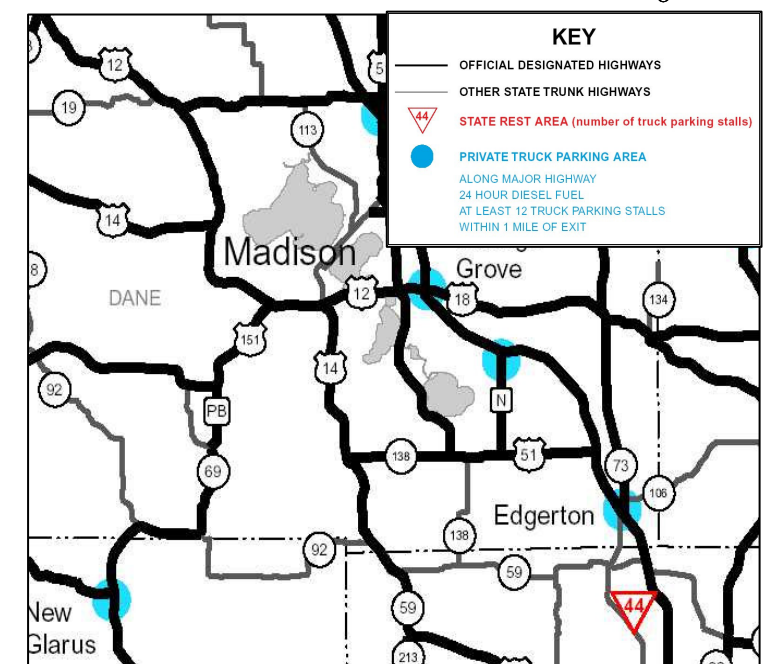 KEY
OFFICIAL DESIGNATED HIGHWAYS
OTHER STATE TRUNK HIGHWAYS
44
STATE REST AREA (number of truck parking stalls)
PRIVATE TRUCK PARKING AREA
ALONG MAJOR HIGHWAY
24 HOUR DIESEL FUEL
AT LEAST 12 TRUCK PARKING STALLS
WITHIN 1 MILE OF EXIT
12
5
19
113
14
Madison
Grove
8
DANE
12
18
134
151
14
92
PB
N
138
51
69
73
106
Edgerton
138
92
59
New
Glarus
59
44
213